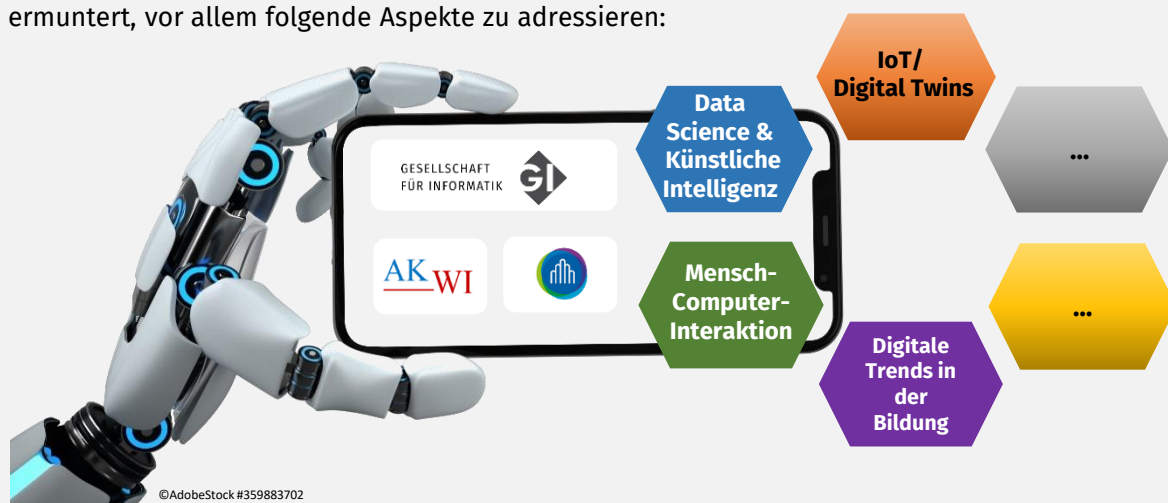 ermuntert, vor allem folgende Aspekte zu adressieren:
IoT/
Digital Twins
Data
Science &
Künstliche
Intelligenz
...
GESELLSCHAFT
FÜR INFORMATIK
GI
AK
WI
Mensch-
Computer-
Interaktion
...
Digitale
Trends in
der
Bildung
©AdobeStock #359883702